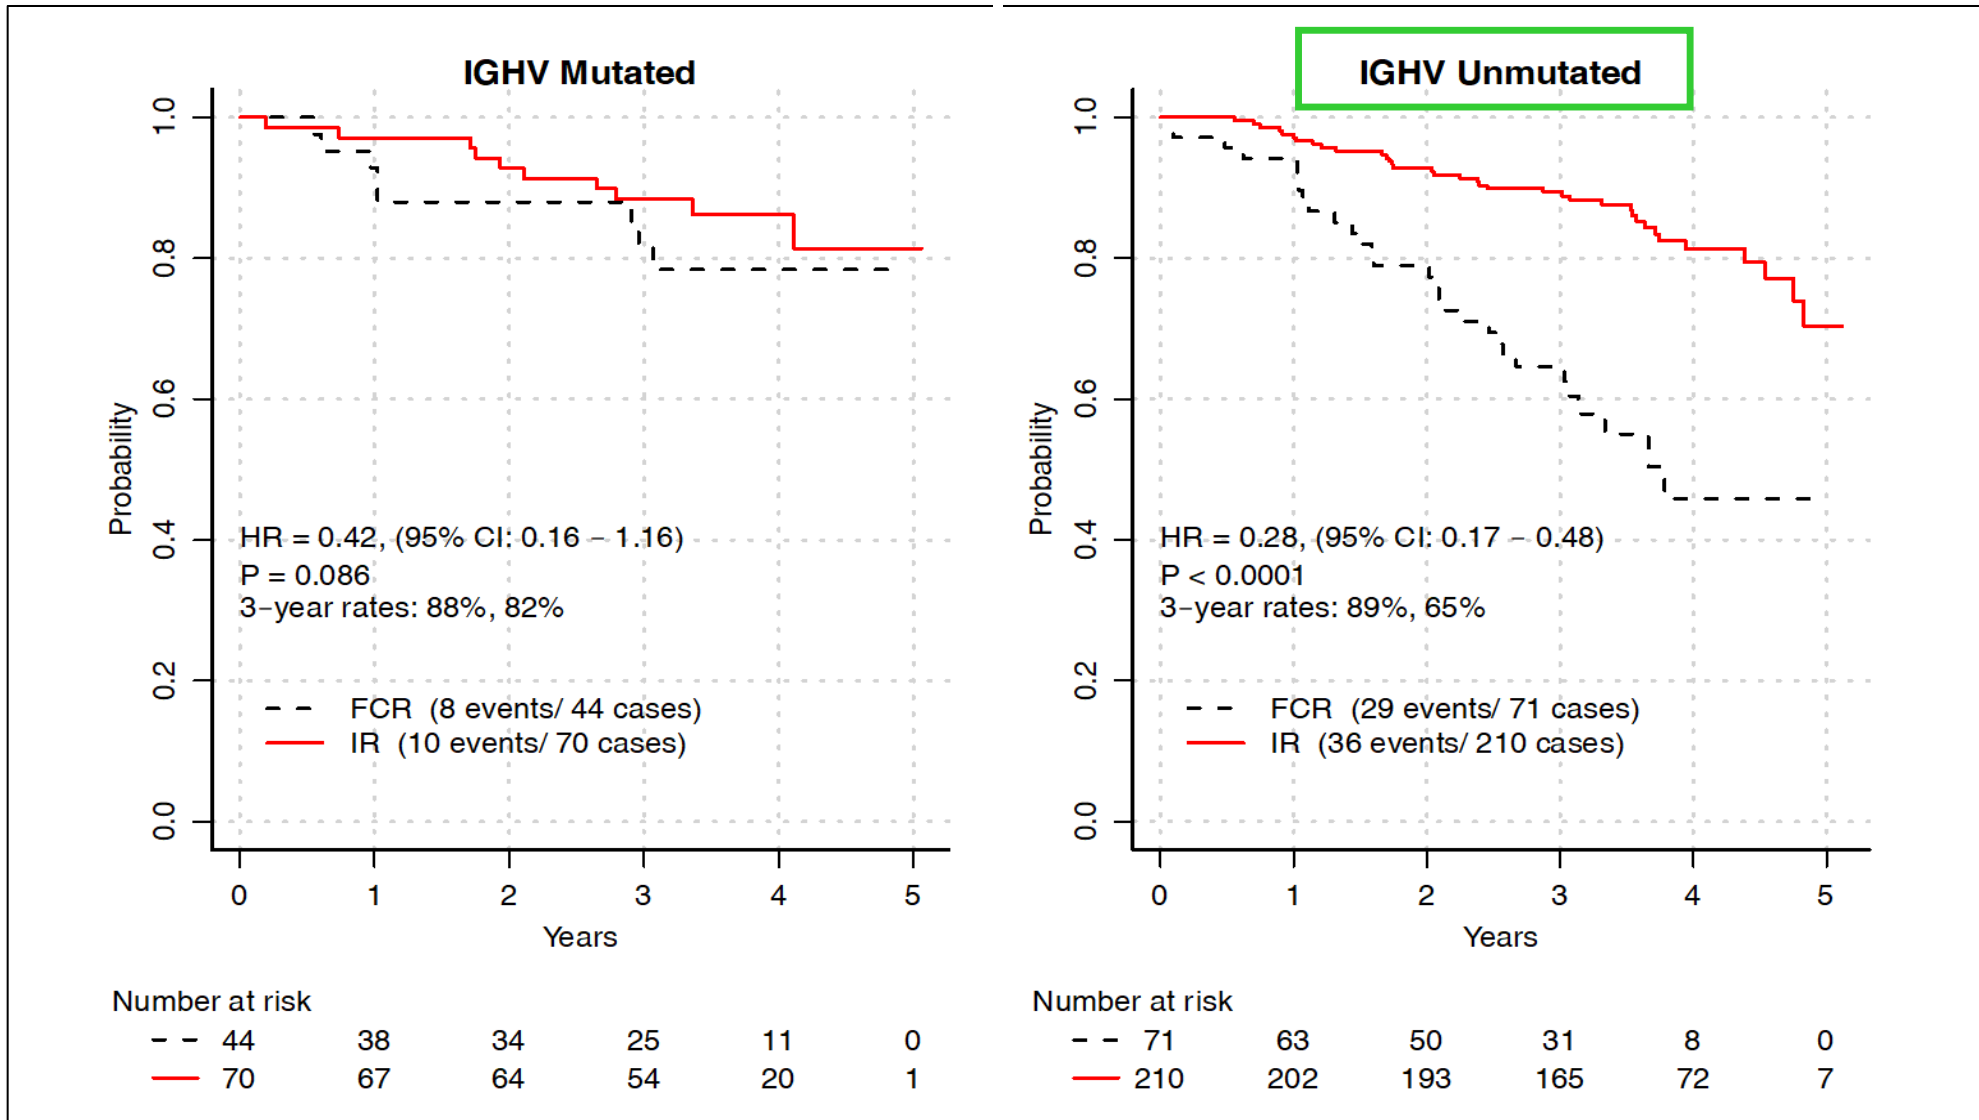 IGHV Mutated
1.0
0.8
0.6
0.4
0.2
0.0
Probability
HR = 0.42, (95% CI: 0.16 – 1.16)
P = 0.086
3–year rates: 88%, 82%
FCR (8 events/ 44 cases)
IR (10 events/ 70 cases)
0 1 2 3 4 5
Years
Number at risk
44 38 34 25 11 0
70 67 64 54 20 1
IGHV Unmutated
1.0
0.8
0.6
0.4
0.2
0.0
Probability
HR = 0.28, (95% CI: 0.17 – 0.48)
P < 0.0001
3–year rates: 89%, 65%
FCR (29 events/ 71 cases)
IR (36 events/ 210 cases)
0 1 2 3 4 5
Years
Number at risk
71 63 50 31 8 0
210 202 193 165 72 7